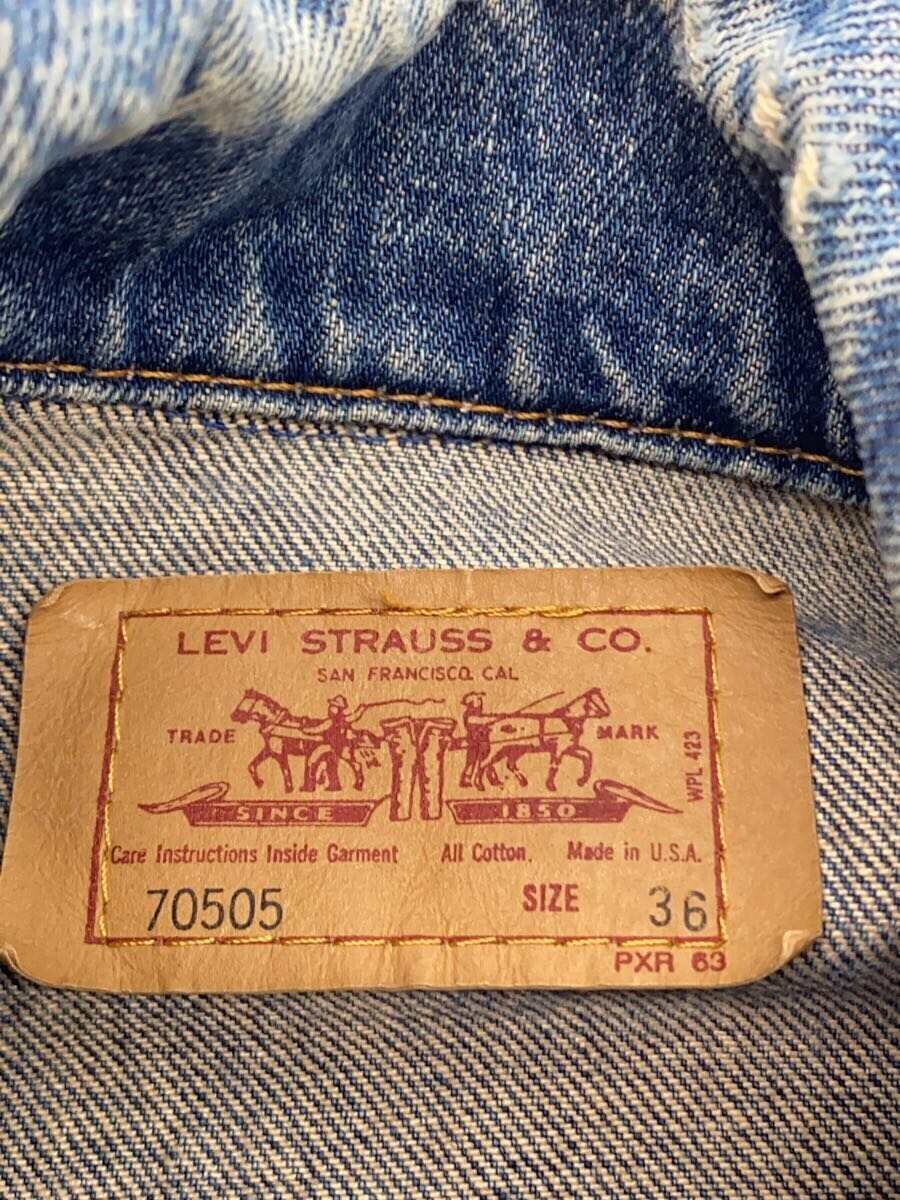 LEVI STRAUSS & CO.
SAN FRANCISCO. CAL
TRADE MARK
WPL 423
SINCE 1850
Care Instructions Inside Garment All Cotton. Made in U.S.A.
70505 SIZE 36
PXR 63